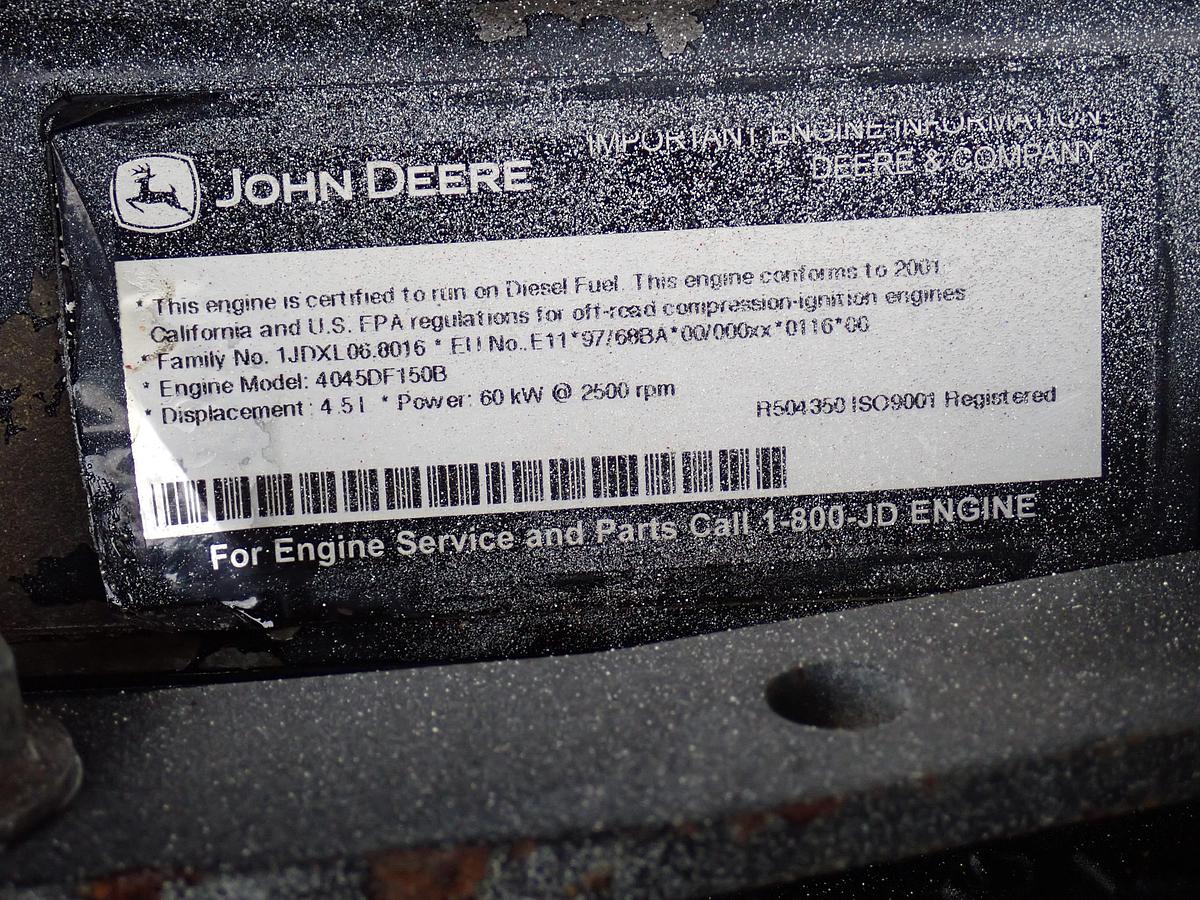 IMPORTANT ENGINE INFORMATION
JOHN DEERE
DEERE & COMPANY
* This engine is certified to run on Diesel Fuel. This engine conforms to 2001
California and U.S. EPA regulations for off-road compression-ignition engines
* Family No. 1JDXL06.8016 * EU No..E11*97/68BA*00/000xx*0116*00
* Engine Model: 4045DF150B
* Displacement : 4.5 l * Power: 60 kW @ 2500 rpm
R504350 ISO9001 Registered
For Engine Service and Parts Call 1-800-JD ENGINE